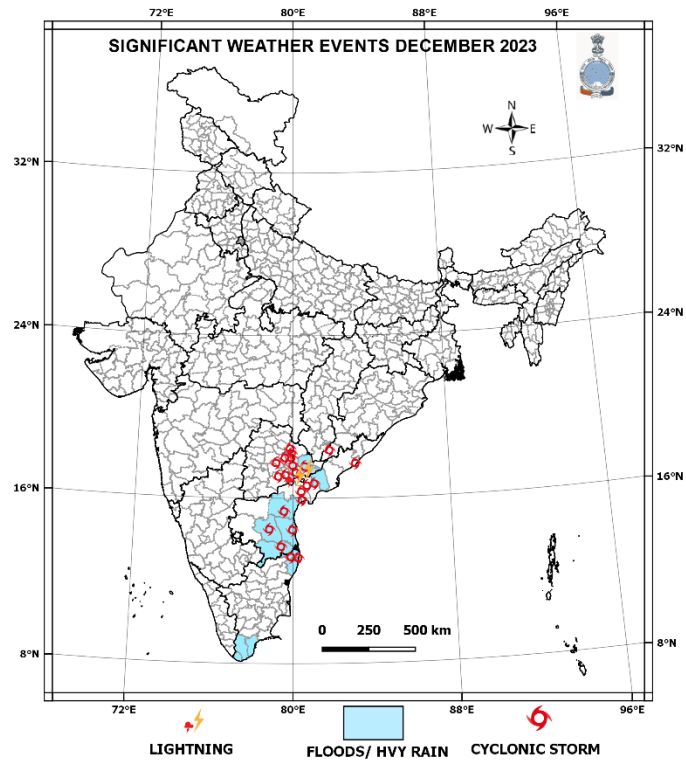 72°E 80°E 88°E 96°E
SIGNIFICANT WEATHER EVENTS DECEMBER 2023
N
W E
S
32°N 32°N
24°N 24°N
16°N 16°N
0 250 500 km
8°N 8°N
72°E 80°E 88°E 96°E
LIGHTNING FLOODS/ HVY RAIN CYCLONIC STORM